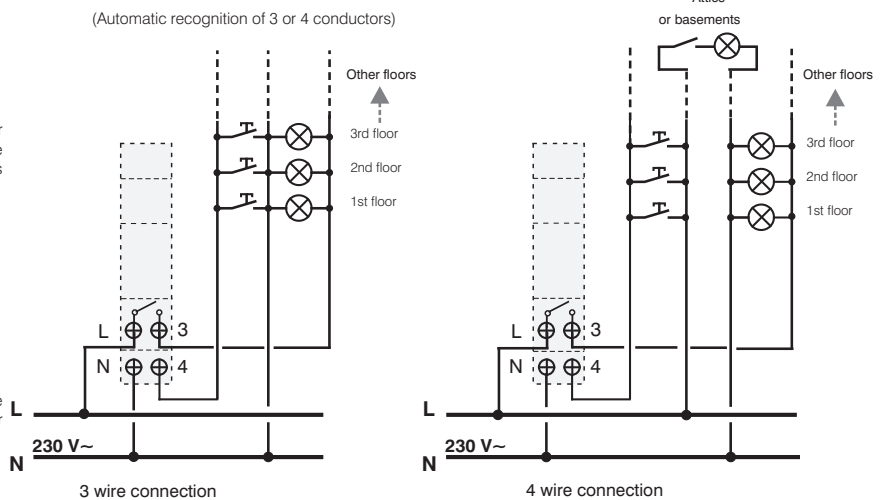 (Automatic recognition of 3 or 4 conductors)
Other floors
3rd floor
2nd floor
1st floor
L
3
N
4
L
230 V~
N
3 wire connection
or basements
Other floors
3rd floor
2nd floor
1st floor
L
3
N
4
L
230 V~
N
4 wire connection